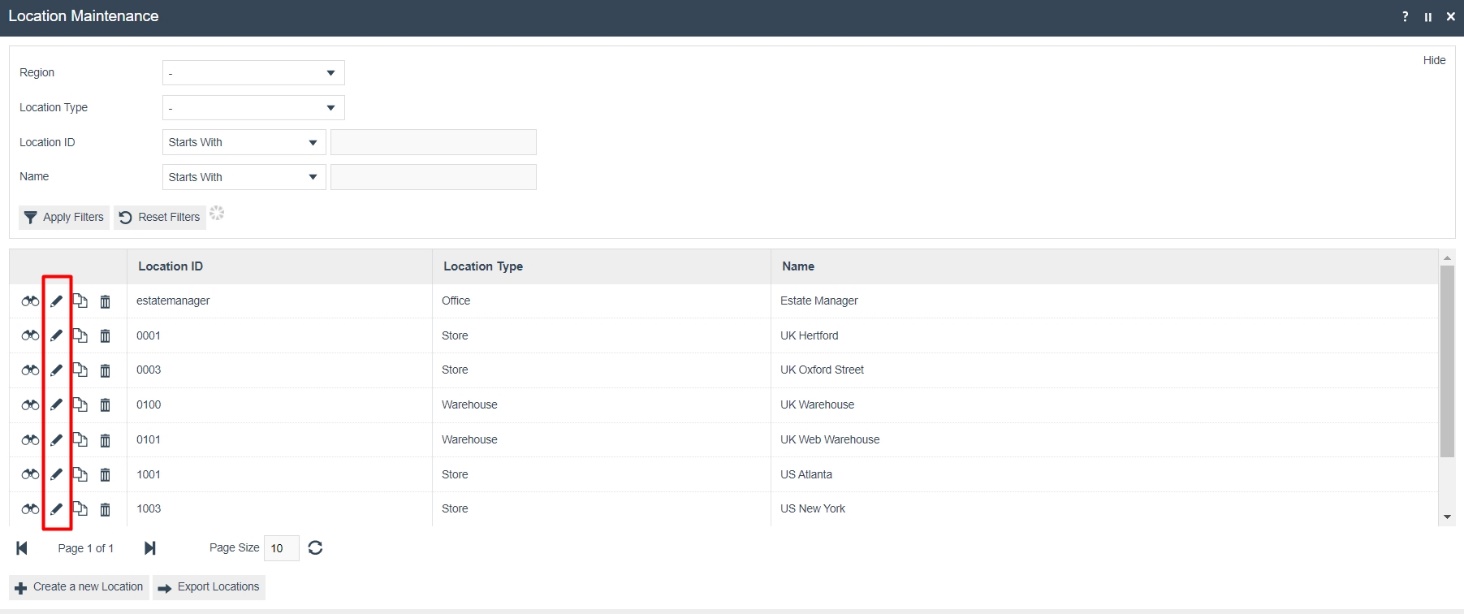 Location Maintenance ?
Hide
Region -
Location Type -
Location ID Starts With
Name Starts With
Apply Filters Reset Filters
Location ID Location Type Name
estatemanager Office Estate Manager
0001 Store UK Hertford
0003 Store UK Oxford Street
0100 Warehouse UK Warehouse
0101 Warehouse UK Web Warehouse
1001 Store US Atlanta
1003 Store US New York
Page 1 of 1 Page Size 10
Create a new Location Export Locations